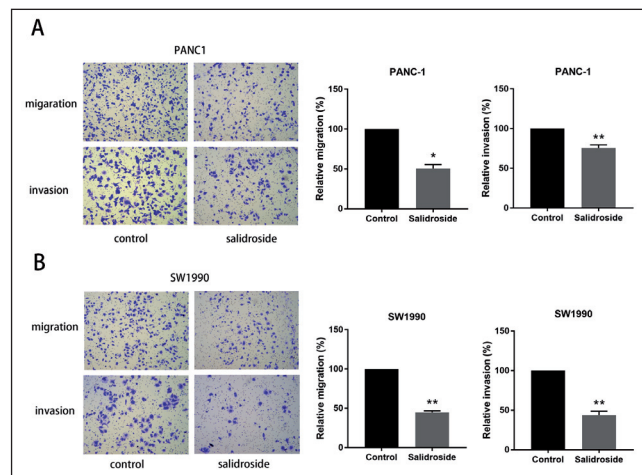 A
PANC1
migaration
invasion
control salidroside
PANC-1
Relative migration (%)
150
100
50
0
*
Control Salidroside
PANC-1
Relative invasion (%)
150
100
50
0
**
Control Salidroside
B
SW1990
migration
invasion
control salidroside
SW1990
Relative migration (%)
150
100
50
0
**
Control Salidroside
SW1990
Relative invasion (%)
150
100
50
0
**
Control Salidroside